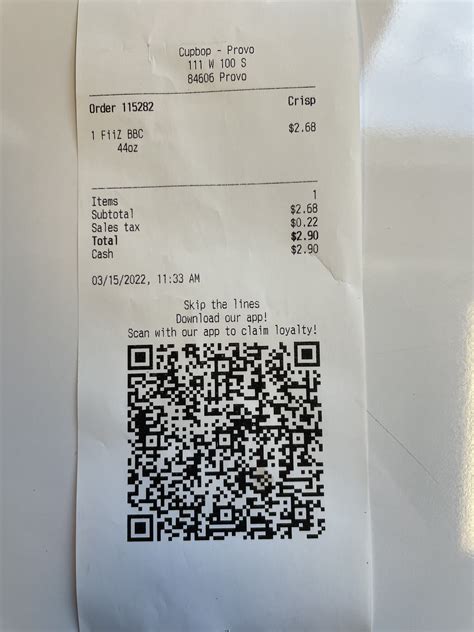 Cupbop - Provo
111 W 100 S
84606 Provo
Order 115282 Crisp
1 FiiZ BBC $2.68
44oz
Items 1
Subtotal $2.68
Sales tax $0.22
Total $2.90
Cash $2.90
03/15/2022, 11:33 AM
Skip the lines
Download our app!
Scan with our app to claim loyalty!